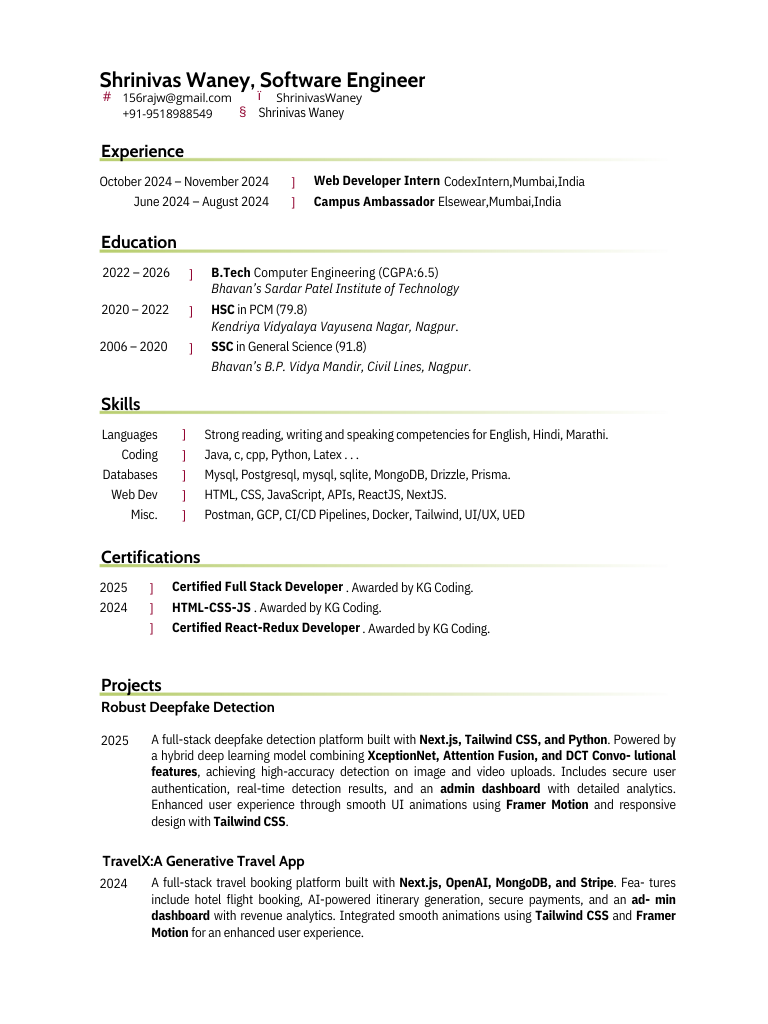 Shrinivas Waney, Software Engineer
# 156rajw@gmail.com ï ShrinivasWaney
+91-9518988549 § Shrinivas Waney
Experience
October 2024 – November 2024 ] Web Developer Intern CodexIntern,Mumbai,India
June 2024 – August 2024 ] Campus Ambassador Elsewear,Mumbai,India
Education
2022 – 2026 ] B.Tech Computer Engineering (CGPA:6.5)
Bhavan's Sardar Patel Institute of Technology
2020 – 2022 ] HSC in PCM (79.8)
Kendriya Vidyalaya Vayusena Nagar, Nagpur.
2006 – 2020 ] SSC in General Science (91.8)
Bhavan's B.P. Vidya Mandir, Civil Lines, Nagpur.
Skills
Languages ] Strong reading, writing and speaking competencies for English, Hindi, Marathi.
Coding ] Java, c, cpp, Python, Latex . . .
Databases ] Mysql, Postgresql, mysql, sqlite, MongoDB, Drizzle, Prisma.
Web Dev ] HTML, CSS, JavaScript, APIs, ReactJS, NextJS.
Misc. ] Postman, GCP, CI/CD Pipelines, Docker, Tailwind, UI/UX, UED
Certifications
2025 ] Certified Full Stack Developer . Awarded by KG Coding.
2024 ] HTML-CSS-JS . Awarded by KG Coding.
] Certified React-Redux Developer . Awarded by KG Coding.
Projects
Robust Deepfake Detection
2025 A full-stack deepfake detection platform built with Next.js, Tailwind CSS, and Python. Powered by
a hybrid deep learning model combining XceptionNet, Attention Fusion, and DCT Convo- lutional
features, achieving high-accuracy detection on image and video uploads. Includes secure user
authentication, real-time detection results, and an admin dashboard with detailed analytics.
Enhanced user experience through smooth UI animations using Framer Motion and responsive
design with Tailwind CSS.
TravelX:A Generative Travel App
2024 A full-stack travel booking platform built with Next.js, OpenAI, MongoDB, and Stripe. Fea- tures
include hotel flight booking, AI-powered itinerary generation, secure payments, and an ad- min
dashboard with revenue analytics. Integrated smooth animations using Tailwind CSS and Framer
Motion for an enhanced user experience.